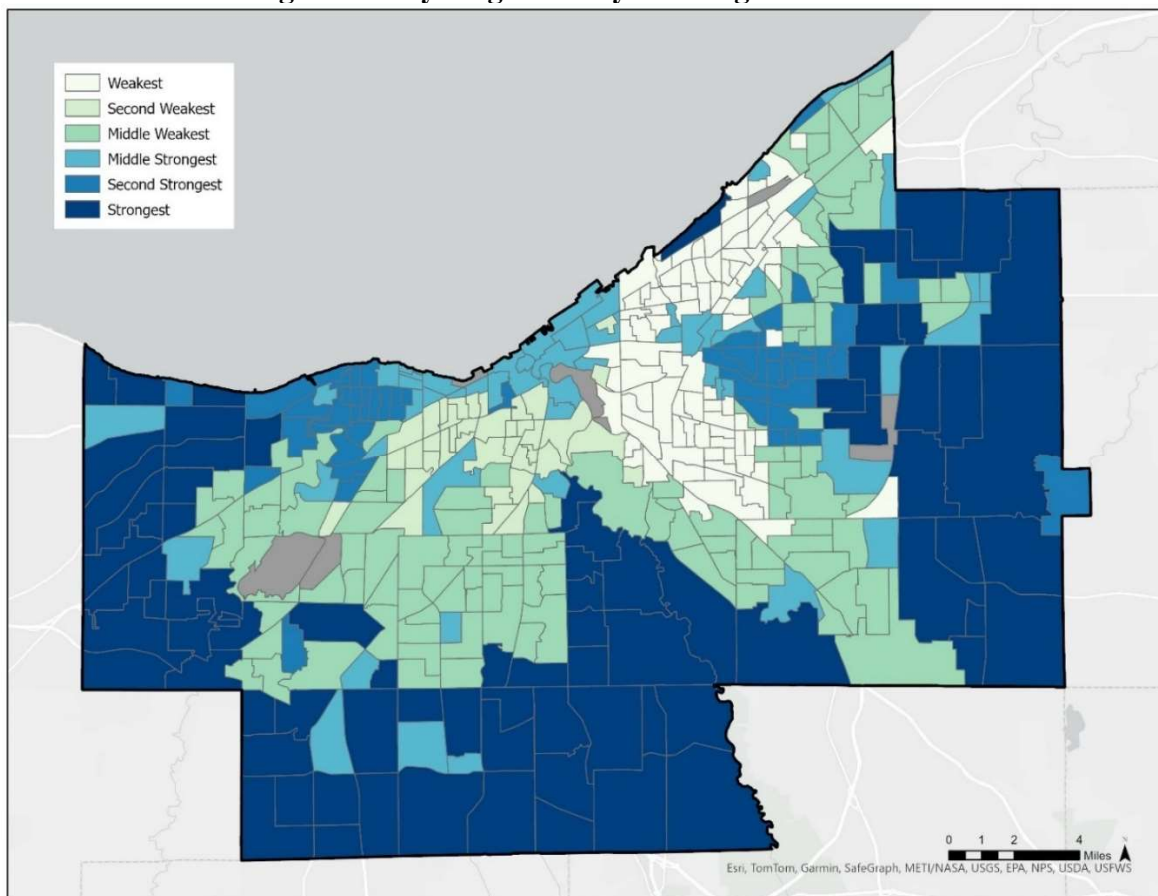 Weakest
Second Weakest
Middle Weakest
Middle Strongest
Second Strongest
Strongest
0 1 2 4
Miles
N
Esri, TomTom, Garmin, SafeGraph, METI/NASA, USGS, EPA, NPS, USDA, USFWS